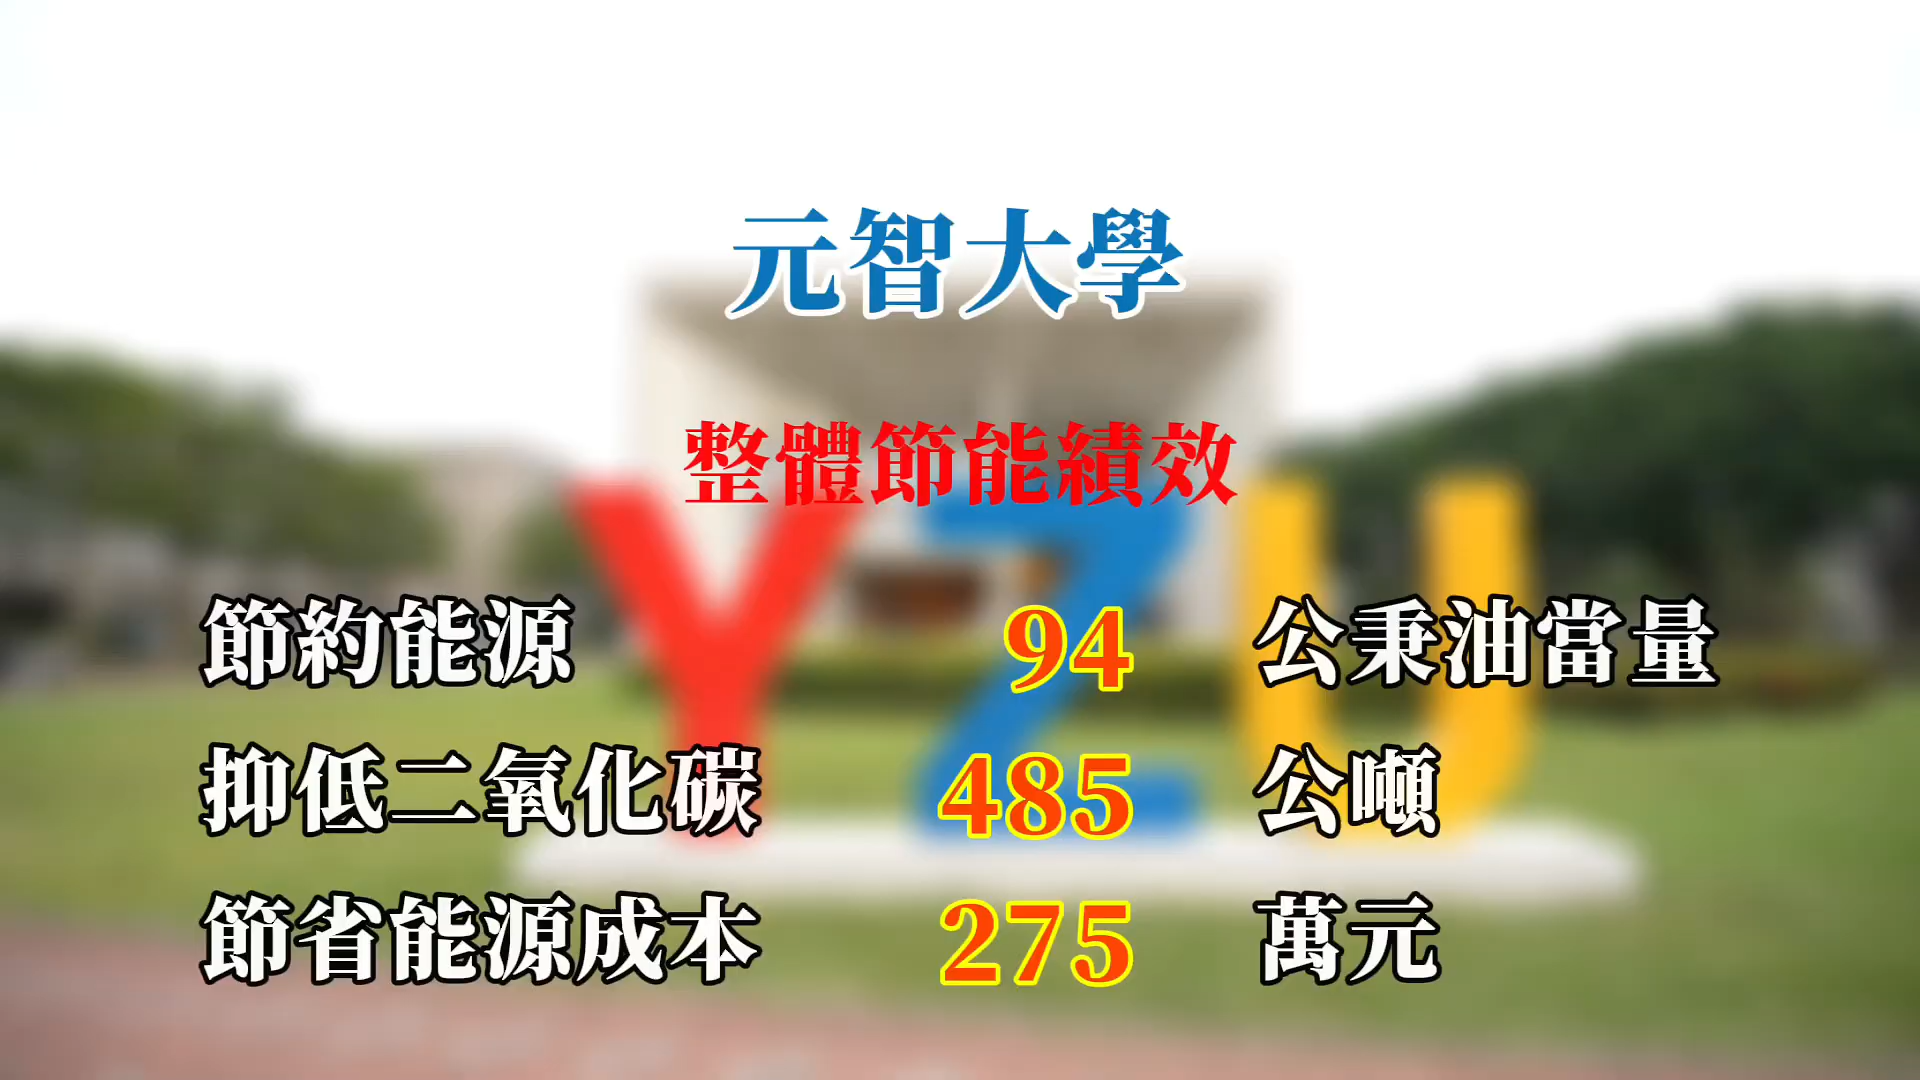 元智大學
整體節能績效
YZU
節約能源 94 公秉油當量
抑低二氧化碳 485 公噸
節省能源成本 275 萬元